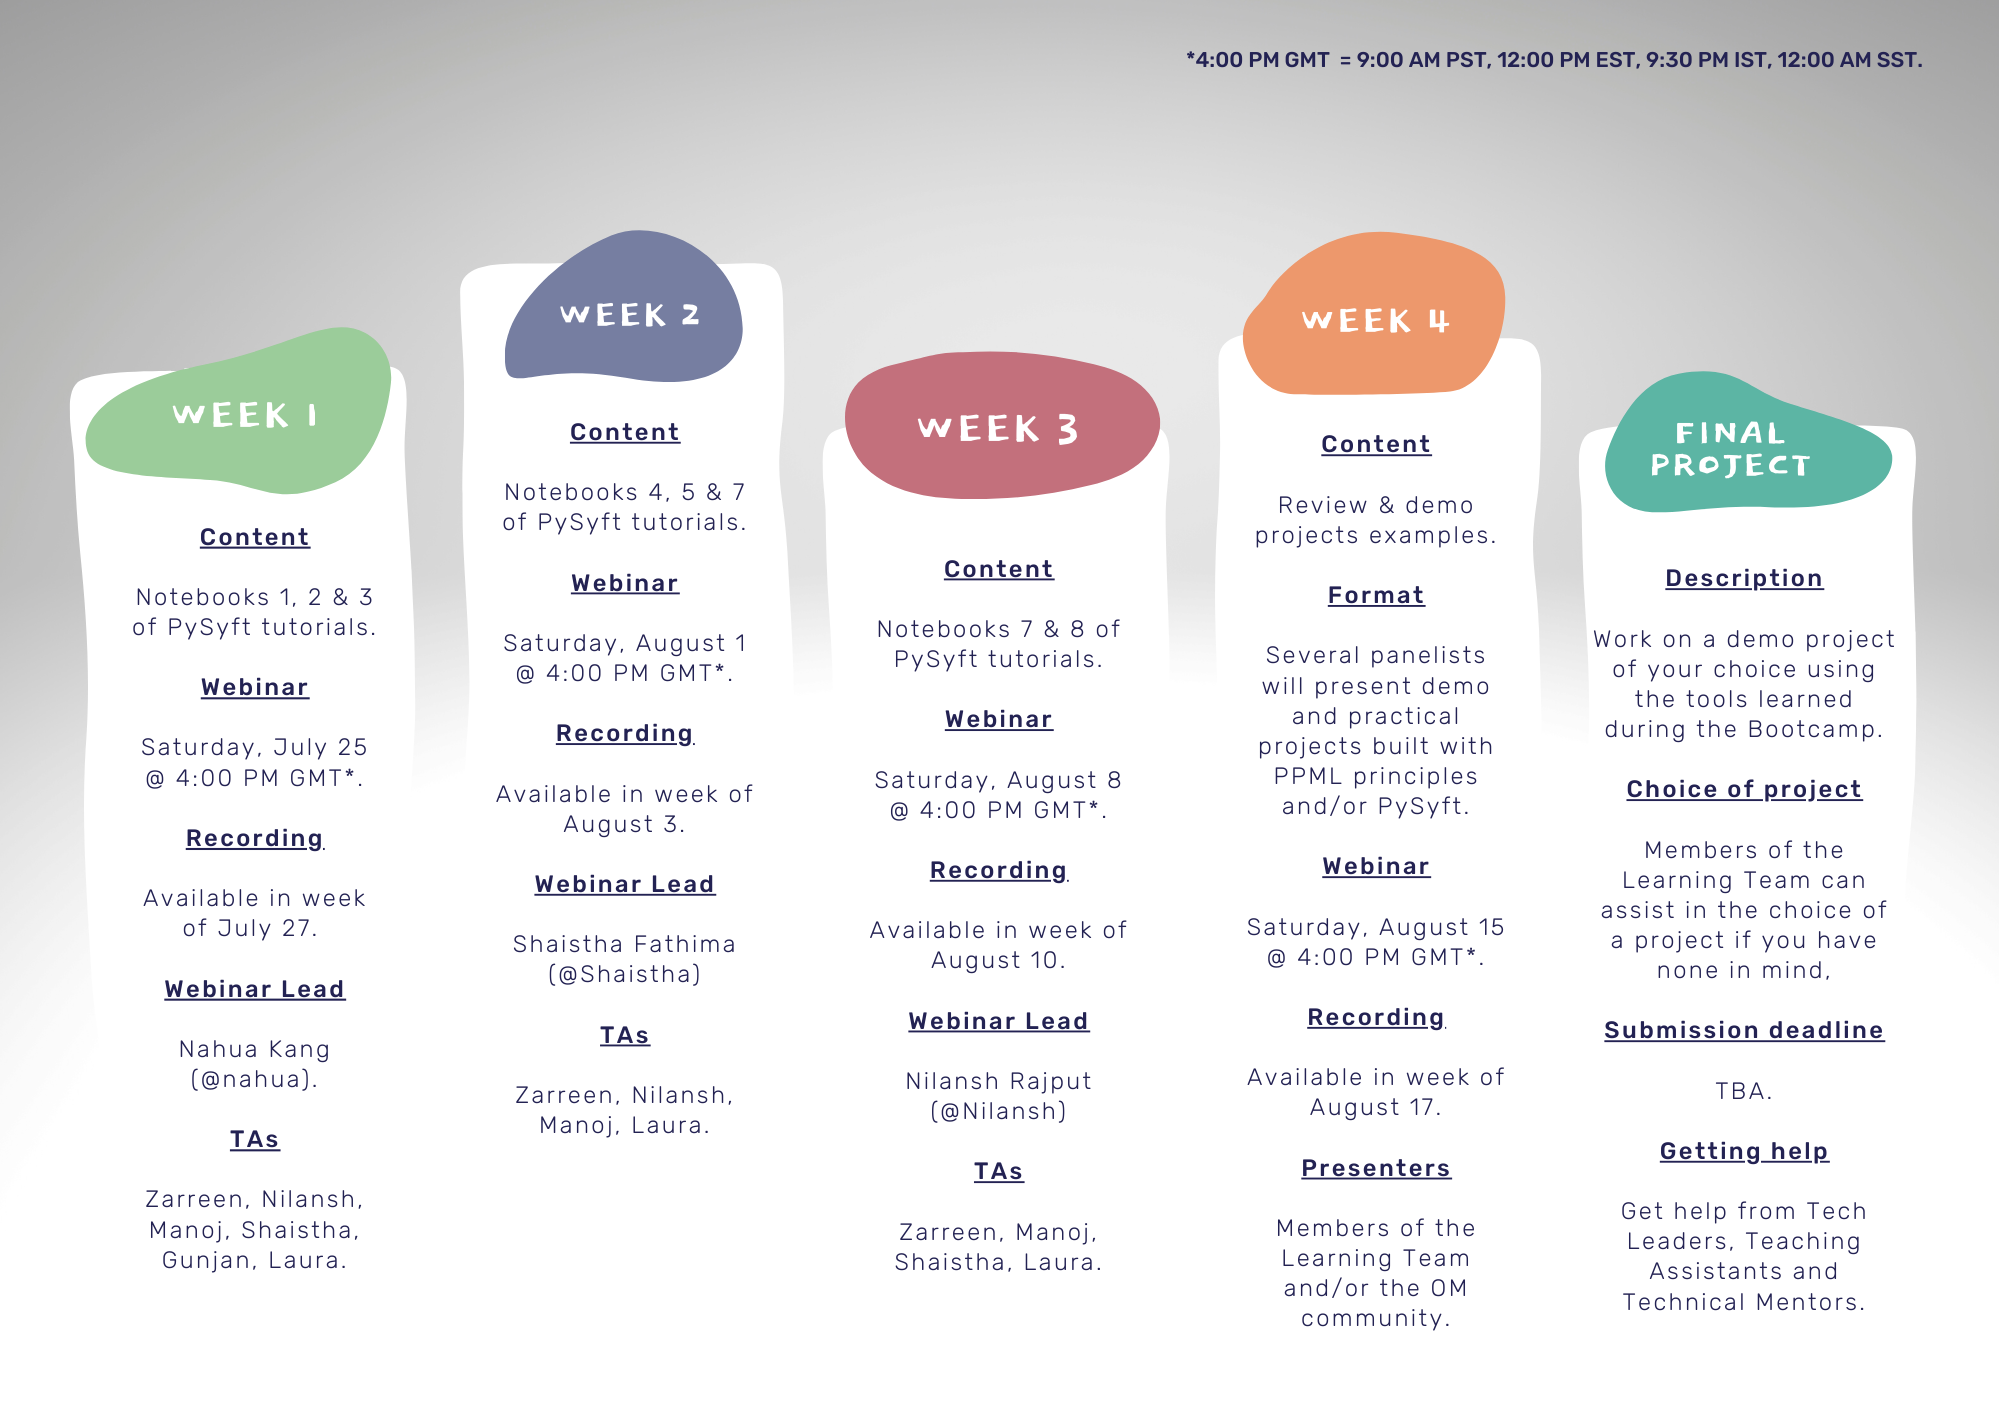 *4:00 PM GMT = 9:00 AM PST, 12:00 PM EST, 9:30 PM IST, 12:00 AM SST.
WEEK 1
Content
Notebooks 1, 2 & 3
of PySyft tutorials.
Webinar
Saturday, July 25
@ 4:00 PM GMT*.
Recording
Available in week
of July 27.
Webinar Lead
Nahua Kang
(@nahua).
TAs
Zarreen, Nilansh,
Manoj, Shaistha,
Gunjan, Laura.
WEEK 2
Content
Notebooks 4, 5 & 7
of PySyft tutorials.
Webinar
Saturday, August 1
@ 4:00 PM GMT*.
Recording
Available in week of
August 3.
Webinar Lead
Shaistha Fathima
(@Shaistha)
TAs
Zarreen, Nilansh,
Manoj, Laura.
WEEK 3
Content
Notebooks 7 & 8 of
PySyft tutorials.
Webinar
Saturday, August 8
@ 4:00 PM GMT*.
Recording
Available in week of
August 10.
Webinar Lead
Nilansh Rajput
(@Nilansh)
TAs
Zarreen, Manoj,
Shaistha, Laura.
WEEK 4
Content
Review & demo
projects examples.
Format
Several panelists
will present demo
and practical
projects built with
PPML principles
and/or PySyft.
Webinar
Saturday, August 15
@ 4:00 PM GMT*.
Recording
Available in week of
August 17.
Presenters
Members of the
Learning Team
and/or the OM
community.
FINAL
PROJECT
Description
Work on a demo project
of your choice using
the tools learned
during the Bootcamp.
Choice of project
Members of the
Learning Team can
assist in the choice of
a project if you have
none in mind,
Submission deadline
TBA.
Getting help
Get help from Tech
Leaders, Teaching
Assistants and
Technical Mentors.